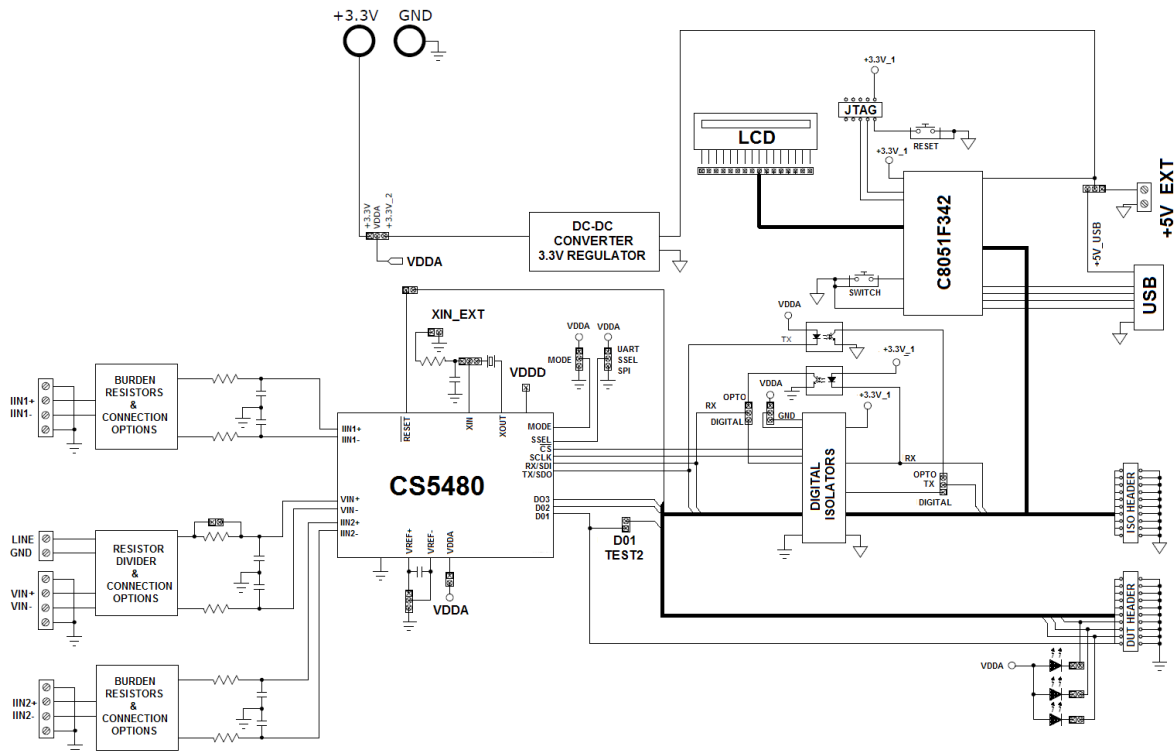 +3.3V
GND
+3.3V_1
JTAG
RESET
LCD
+3.3V_1
+3.3V
VDDA
+3.3V_2
VDDA
DC-DC
CONVERTER
3.3V REGULATOR
C8051F342
+5V_EXT
+5V_USB
USB
SWITCH
XIN_EXT
VDDD
VDDA
MODE
VDDA
UART
SSEL
SPI
VDDA
TX
+3.3V_1
VDDA
+3.3V_1
OPTO
RX
GND
DIGITAL
IIN1+
IIN1-
BURDEN
RESISTORS
&
CONNECTION
OPTIONS
IIN1+
IIN1-
RESET
XIN
XOUT
MODE
SSEL
CS
SCLK
RX/SDI
TX/SDO
CS5480
VIN+
VIN-
IIN2+
IIN2-
DO3
D02
D01
VREF+
VREF-
VDDA
VDDA
DIGITAL
ISOLATORS
RX
OPTO
TX
DIGITAL
ISO HEADER
D01
TEST2
LINE
GND
VIN+
VIN-
RESISTOR
DIVIDER
&
CONNECTION
OPTIONS
DUT HEADER
VDDA
IIN2+
IIN2-
BURDEN
RESISTORS
&
CONNECTION
OPTIONS